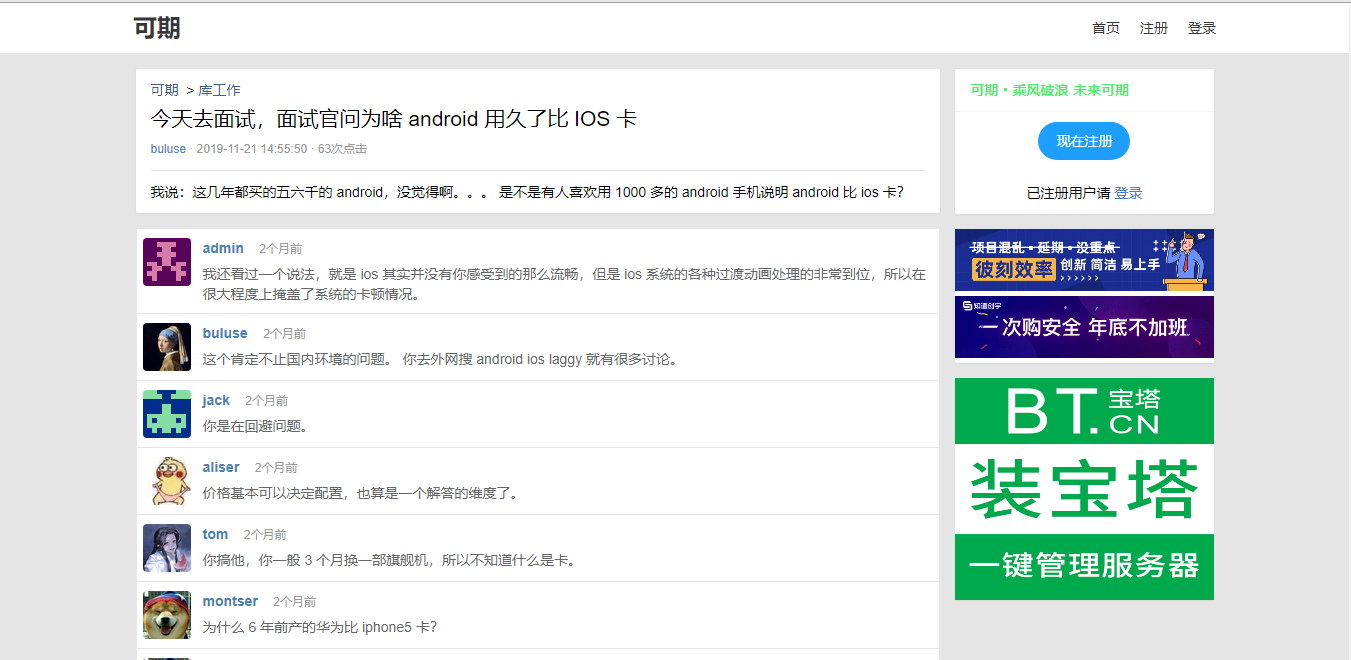 可期
首页 注册 登录
可期 > 库工作
今天去面试，面试官问为啥 android 用久了比 IOS 卡
buluse · 2019-11-21 14:55:50 · 63次点击
我说：这几年都买的五六千的 android，没觉得啊。。。 是不是有人喜欢用 1000 多的 android 手机说明 android 比 ios 卡？
admin 2个月前
我还看过一个说法，就是 ios 其实并没有你感受到的那么流畅，但是 ios 系统的各种过渡动画处理的非常到位，所以在
很大程度上掩盖了系统的卡顿情况。
buluse 2个月前
这个肯定不止国内环境的问题。 你去外网搜 android ios laggy 就有很多讨论。
jack 2个月前
你是在回避问题。
aliser 2个月前
价格基本可以决定配置，也算是一个解答的维度了。
tom 2个月前
你搞他，你一般 3 个月换一部旗舰机，所以不知道什么是卡。
montser 2个月前
为什么 6 年前产的华为比 iphone5 卡？
可期 · 乘风破浪 未来可期
现在注册
已注册用户请 登录
项目混乱·延期·没重点
彼刻效率 创新 简洁 易上手
知道创宇
一次购安全 年底不加班
BT.CN 宝塔
装宝塔
一键管理服务器